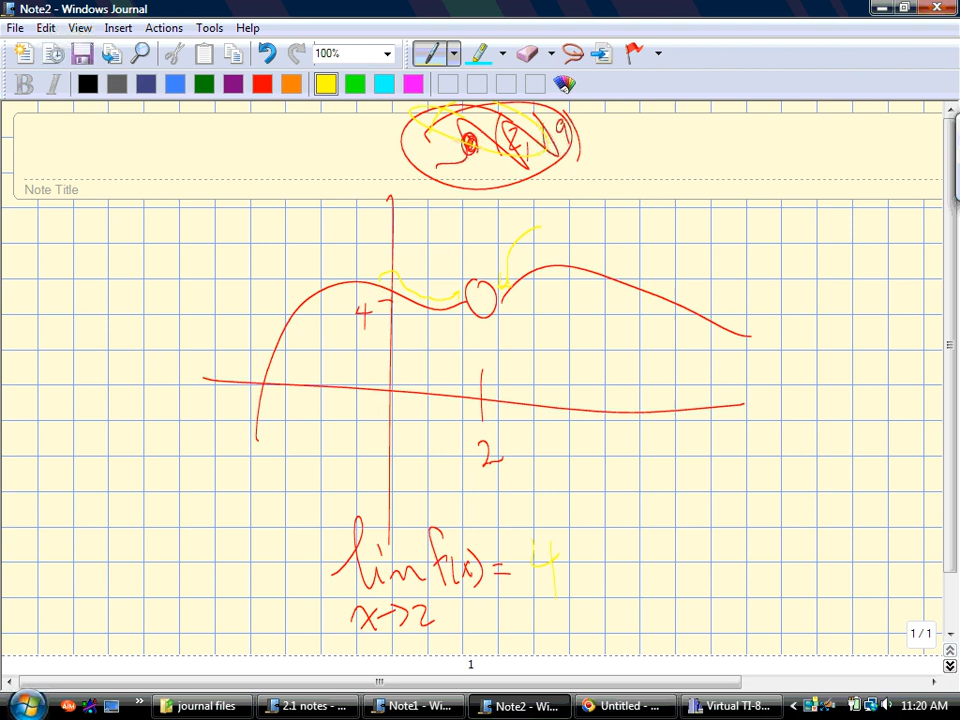 Note2 - Windows Journal
File Edit View Insert Actions Tools Help
100%
B I
Note Title
4
2
lim f(x) = 4
x→2
1 / 1
1
journal files 2.1 notes - ... Note1 - Wi... Note2 - Wi... Untitled - ... Virtual TI-8... 11:20 AM